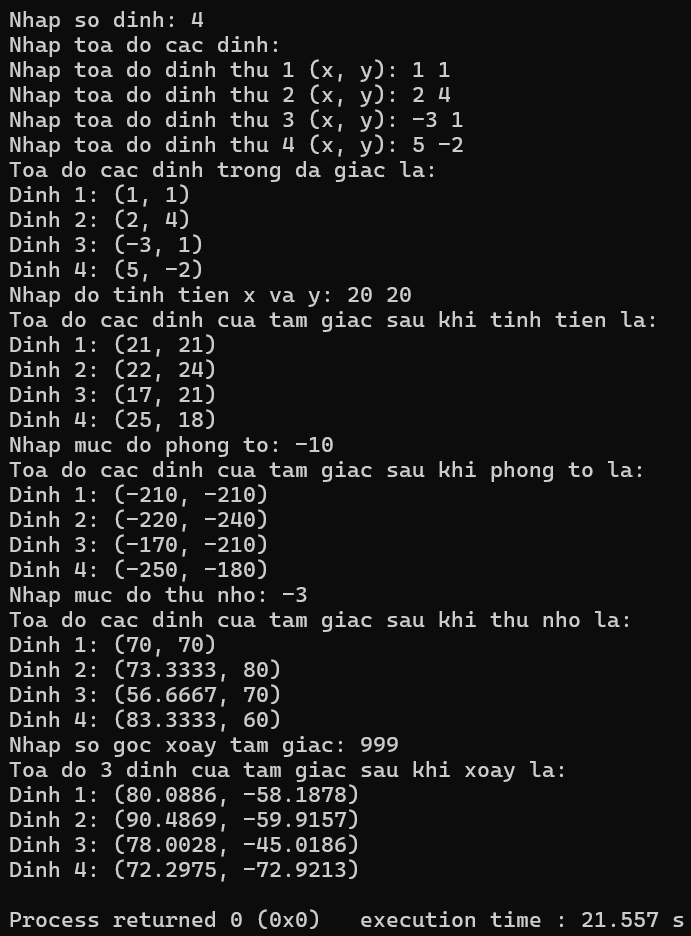 Nhap so dinh: 4
Nhap toa do cac dinh:
Nhap toa do dinh thu 1 (x, y): 1 1
Nhap toa do dinh thu 2 (x, y): 2 4
Nhap toa do dinh thu 3 (x, y): -3 1
Nhap toa do dinh thu 4 (x, y): 5 -2
Toa do cac dinh trong da giac la:
Dinh 1: (1, 1)
Dinh 2: (2, 4)
Dinh 3: (-3, 1)
Dinh 4: (5, -2)
Nhap do tinh tien x va y: 20 20
Toa do cac dinh cua tam giac sau khi tinh tien la:
Dinh 1: (21, 21)
Dinh 2: (22, 24)
Dinh 3: (17, 21)
Dinh 4: (25, 18)
Nhap muc do phong to: -10
Toa do cac dinh cua tam giac sau khi phong to la:
Dinh 1: (-210, -210)
Dinh 2: (-220, -240)
Dinh 3: (-170, -210)
Dinh 4: (-250, -180)
Nhap muc do thu nho: -3
Toa do cac dinh cua tam giac sau khi thu nho la:
Dinh 1: (70, 70)
Dinh 2: (73.3333, 80)
Dinh 3: (56.6667, 70)
Dinh 4: (83.3333, 60)
Nhap so goc xoay tam giac: 999
Toa do 3 dinh cua tam giac sau khi xoay la:
Dinh 1: (80.0886, -58.1878)
Dinh 2: (90.4869, -59.9157)
Dinh 3: (78.0028, -45.0186)
Dinh 4: (72.2975, -72.9213)
Process returned 0 (0x0)   execution time : 21.557 s